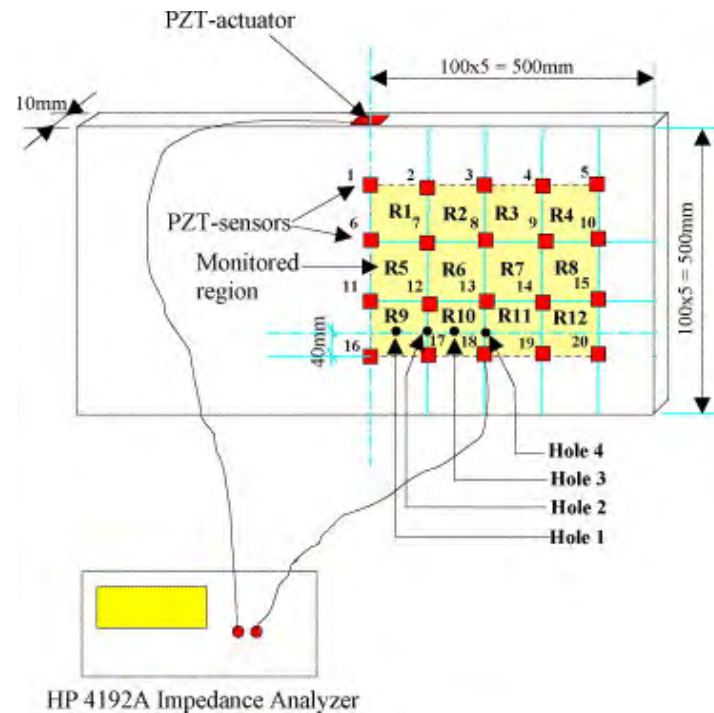 PZT-actuator
100x5 = 500mm
10mm
1 2 3 4 5
R1 R2 R3 R4
PZT-sensors
6 7 8 9 10
Monitored
region
R5 R6 R7 R8
11 12 13 14 15
R9 R10 R11 R12
40mm
16 17 18 19 20
100x5 = 500mm
Hole 4
Hole 3
Hole 2
Hole 1
HP 4192A Impedance Analyzer